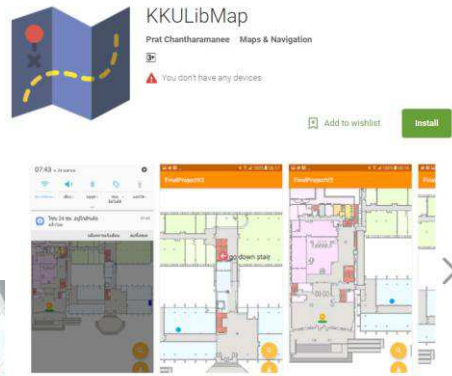 KKULibMap
Prat Chantharamanee Maps & Navigation
3+
You don't have any devices
Add to wishlist Install
07:43
FinalProjectV2
go down stair
FinalProjectV2